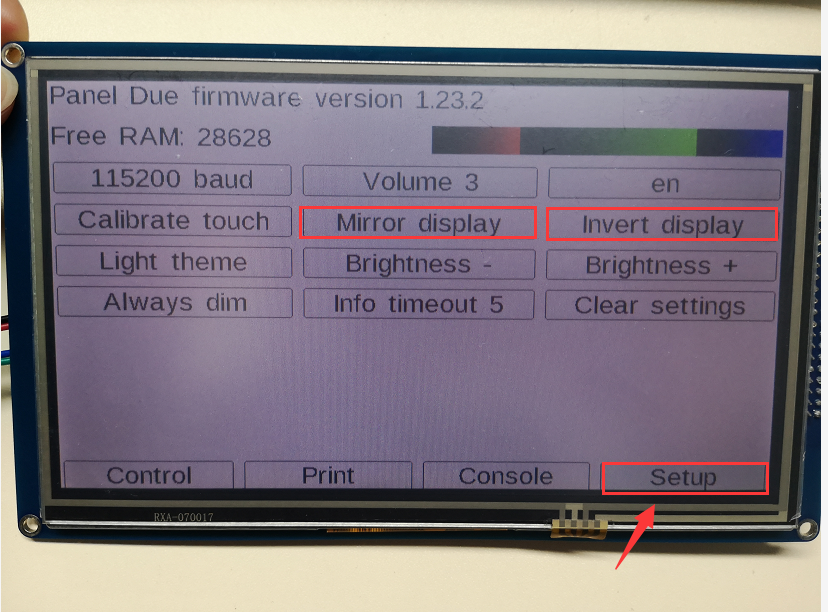 Panel Due firmware version 1.23.2
Free RAM: 28628
115200 baud Volume 3 en
Calibrate touch Mirror display Invert display
Light theme Brightness - Brightness +
Always dim Info timeout 5 Clear settings
Control Print Console Setup
RXA-070017